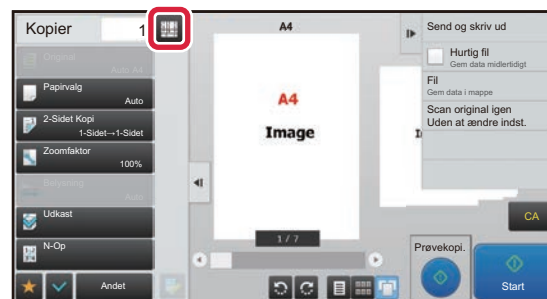 Kopier 1
Original
Auto A4
Papirvalg
Auto
2-Sidet Kopi
1-Sidet→1-Sidet
Zoomfaktor
100%
Belysning
Auto
Udkast
N-Op
Andet
A4
A4
Image
1 / 7
Send og skriv ud
Hurtig fil
Gem data midlertidigt
Fil
Gem data i mappe
Scan original igen
Uden at ændre indst.
CA
Prøvekopi.
Start